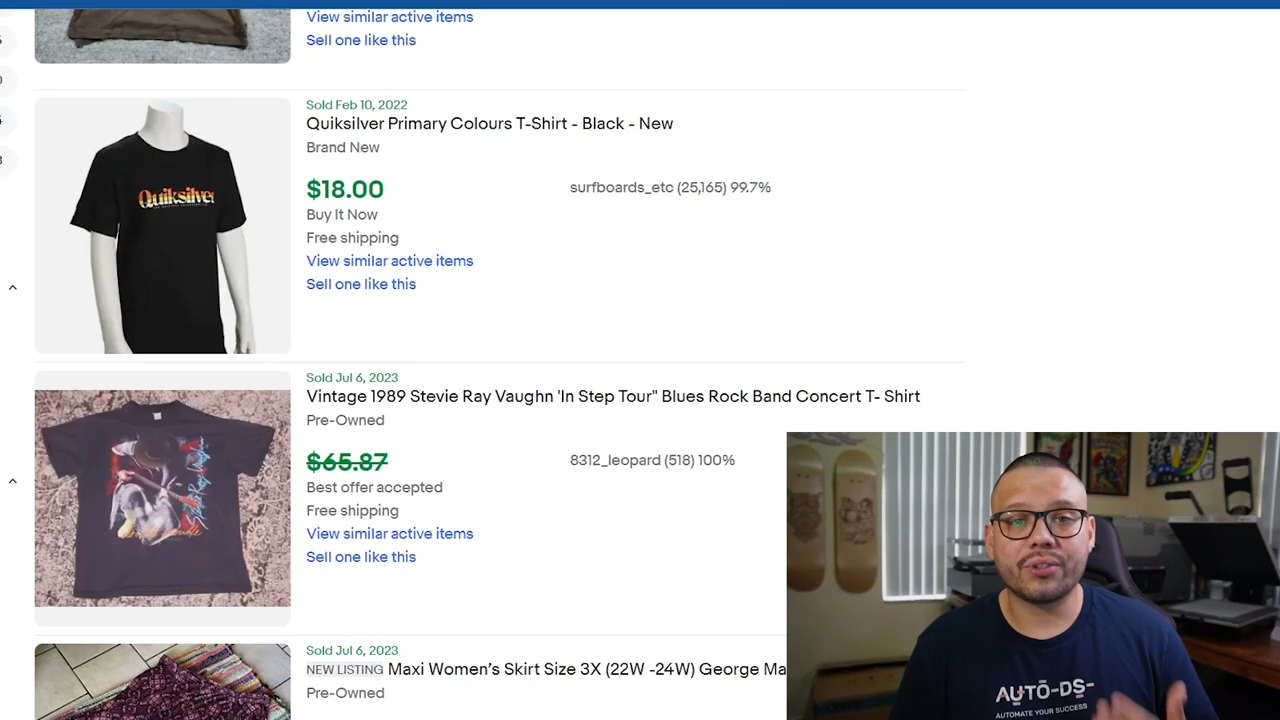 View similar active items
Sell one like this
Sold Feb 10, 2022
Quiksilver Primary Colours T-Shirt - Black - New
Brand New
$18.00
surfboards_etc (25,165) 99.7%
Buy It Now
Free shipping
View similar active items
Sell one like this
Quiksilver
Sold Jul 6, 2023
Vintage 1989 Stevie Ray Vaughn 'In Step Tour" Blues Rock Band Concert T- Shirt
Pre-Owned
$65.87
8312_leopard (518) 100%
Best offer accepted
Free shipping
View similar active items
Sell one like this
Sold Jul 6, 2023
NEW LISTING Maxi Women's Skirt Size 3X (22W -24W) George Ma
Pre-Owned
AUTO-DS-
AUTOMATE YOUR SUCCESS